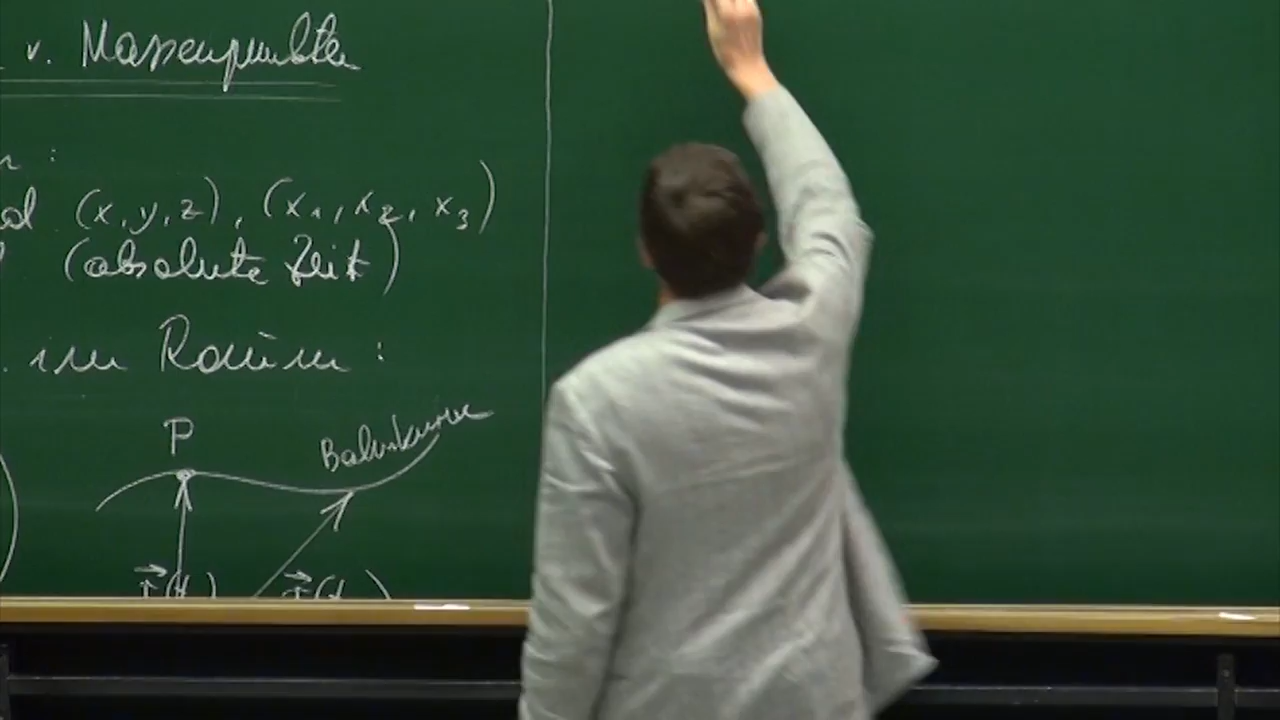 v. Massenpunkten
:
(x, y, z), (x₁, x₂, x₃)
(absolute Zeit)
. im Raum :
P
Bahnkurve
r⃗(t) r⃗(t )